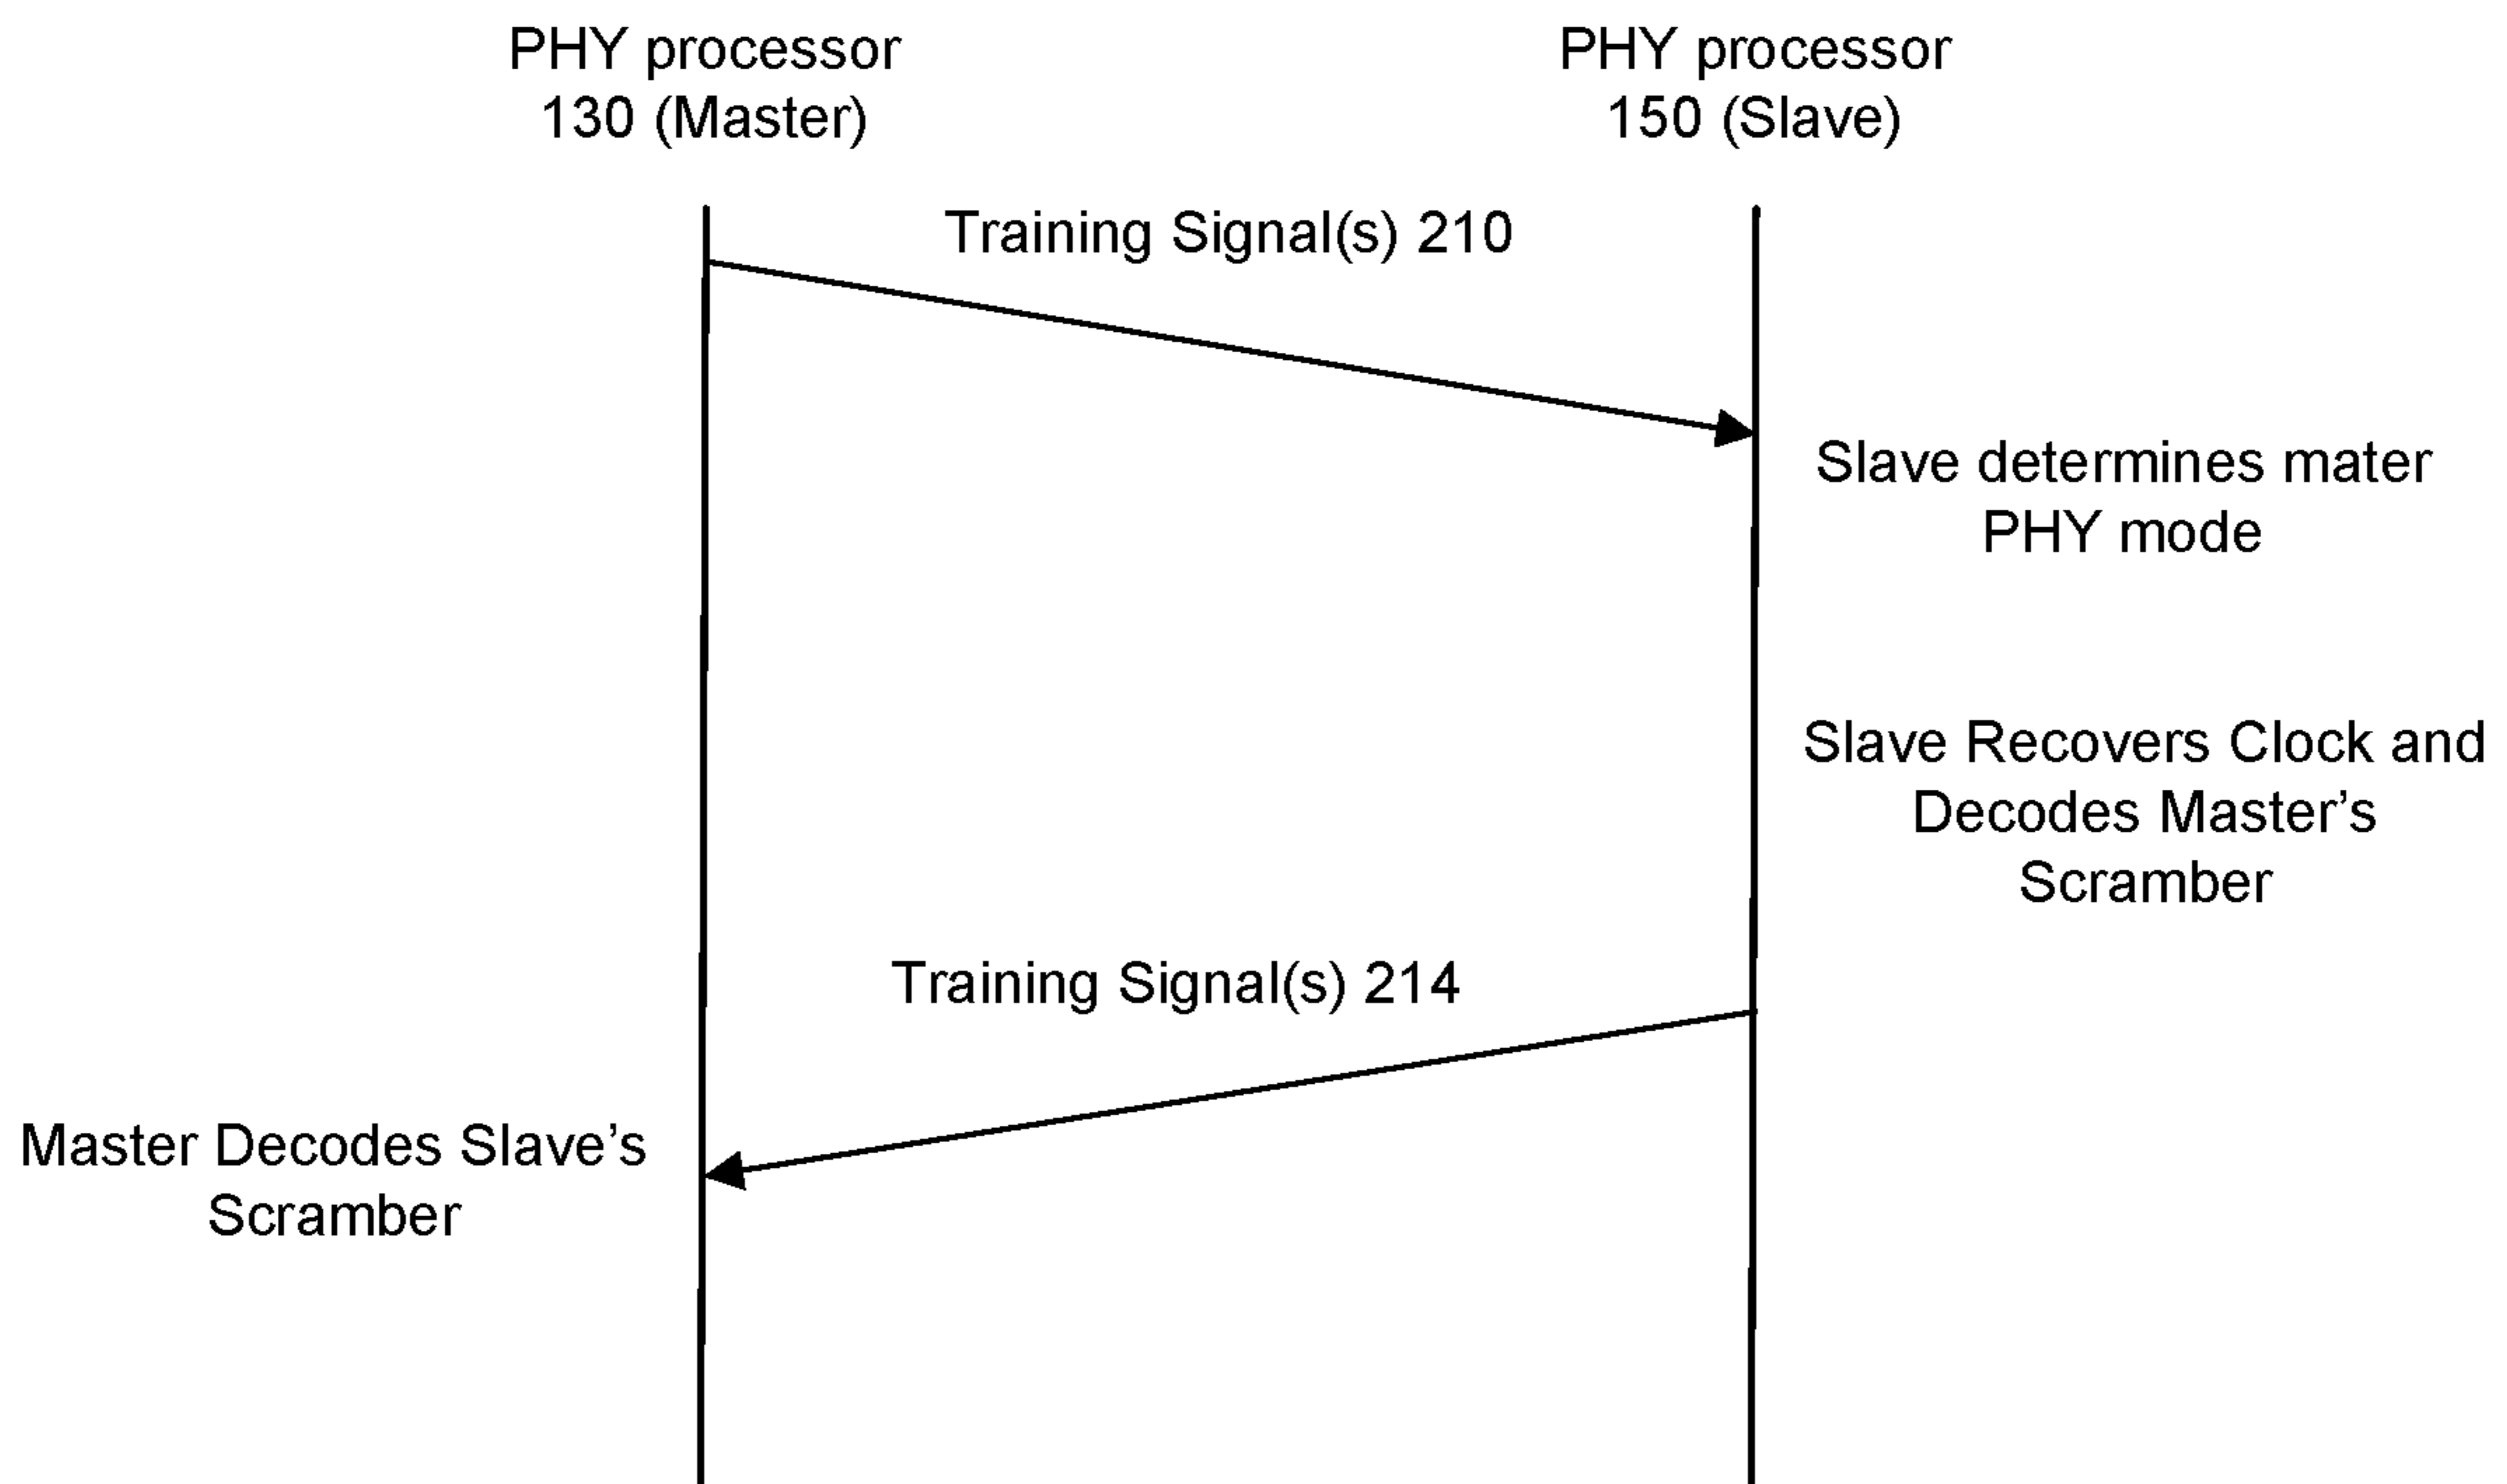 PHY processor
130 (Master)
PHY processor
150 (Slave)
Training Signal(s) 210
Slave determines mater
PHY mode
Slave Recovers Clock and
Decodes Master’s
Scramber
Training Signal(s) 214
Master Decodes Slave’s
Scramber